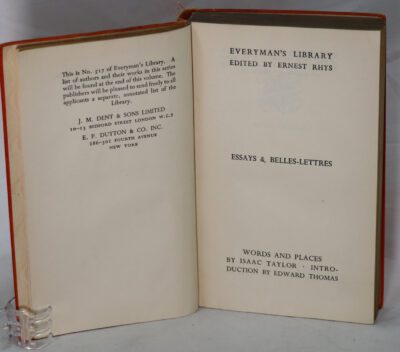 This is No. 517 of Everyman's Library. A
list of authors and their works in this series
will be found at the end of this volume. The
publishers will be pleased to send freely to all
applicants a separate, annotated list of the
Library.
J. M. DENT & SONS LIMITED
10-13 BEDFORD STREET LONDON W.C.2
E. P. DUTTON & CO. INC.
286-302 FOURTH AVENUE
NEW YORK
EVERYMAN'S LIBRARY
EDITED BY ERNEST RHYS
ESSAYS & BELLES-LETTRES
WORDS AND PLACES
BY ISAAC TAYLOR · INTRO-
DUCTION BY EDWARD THOMAS